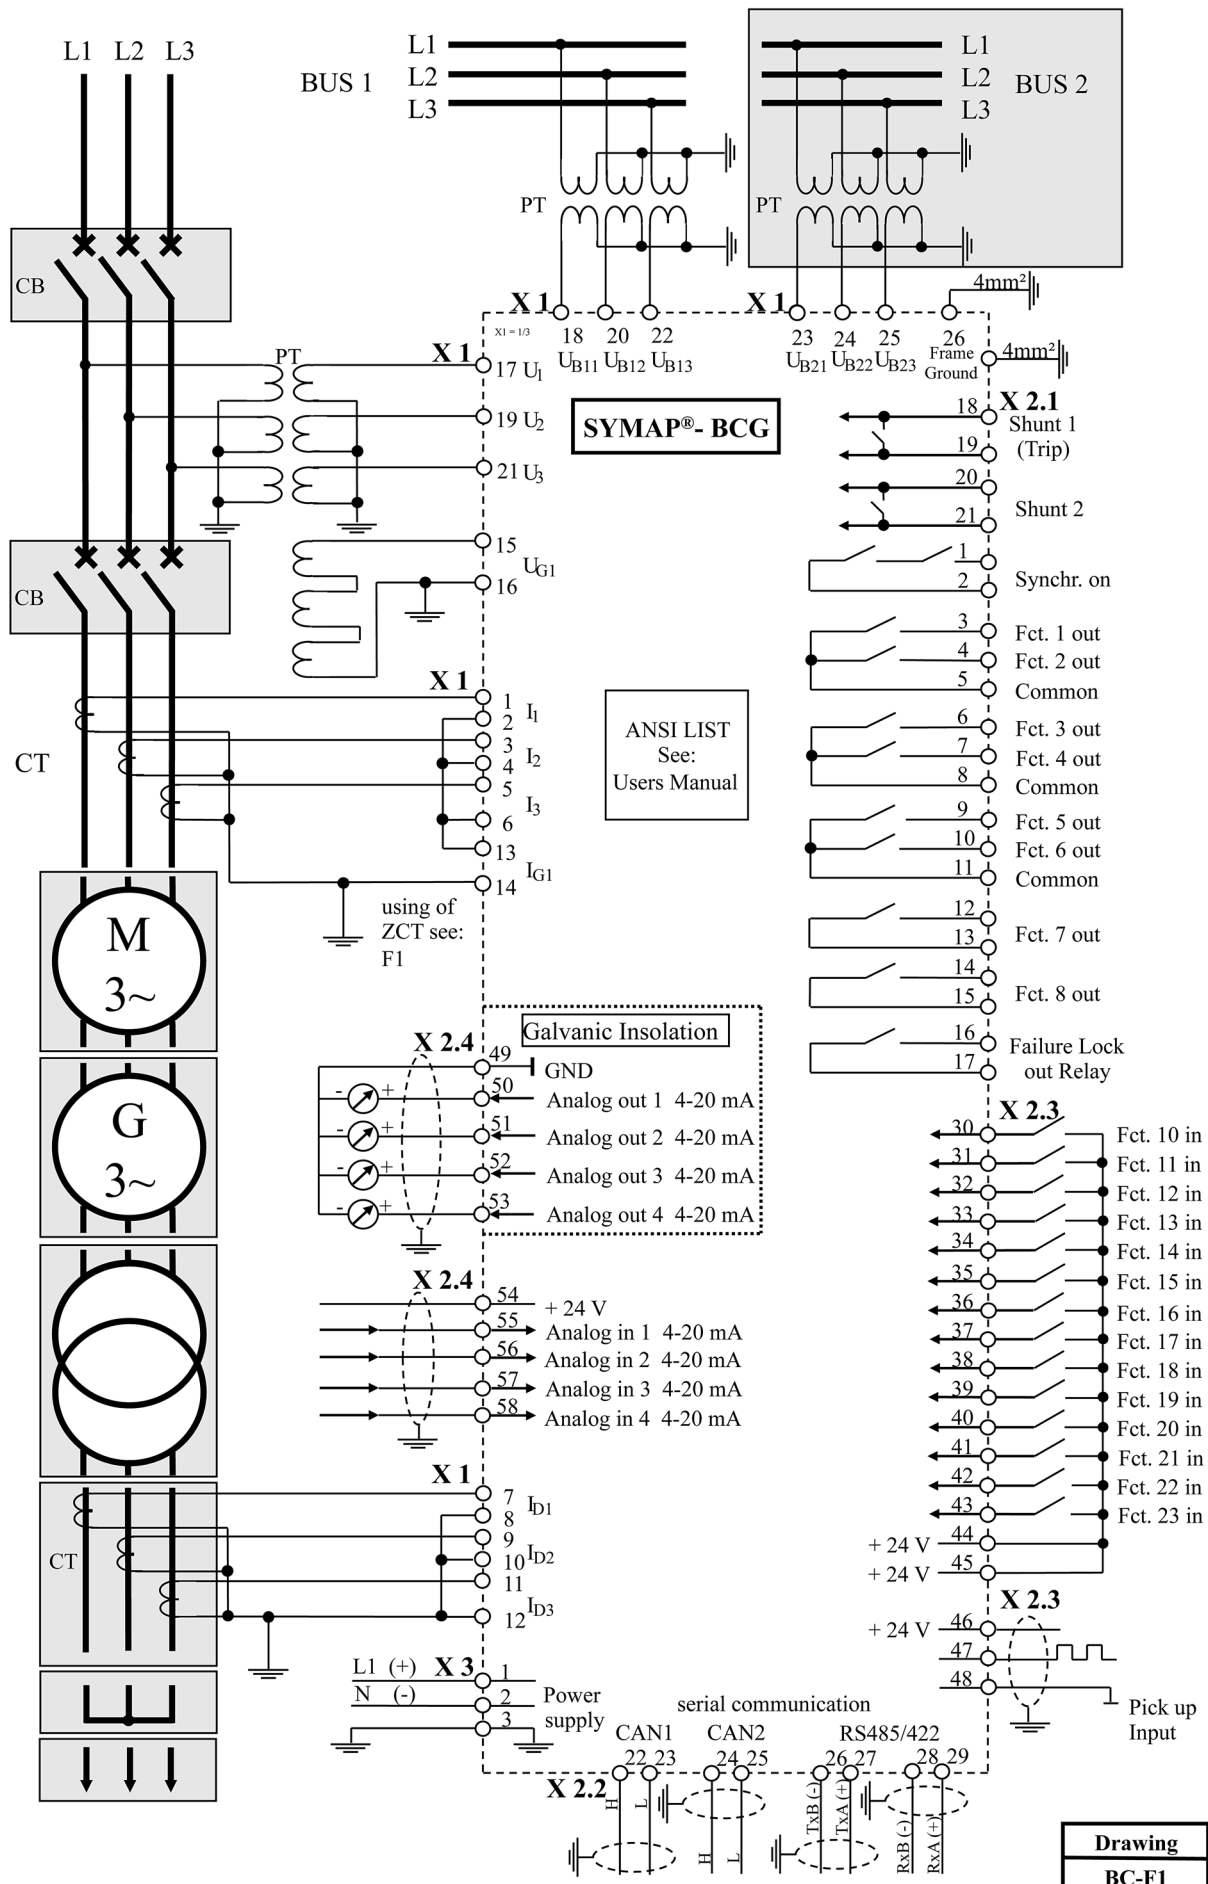 L1 L2 L3
BUS 1
L1
L2
L3
L1
L2
L3
BUS 2
PT
PT
CB
X 1
X 1
4mm²
X1 = 1/3
18 20 22
U_B11 U_B12 U_B13
23 24 25
U_B21 U_B22 U_B23
26
Frame
Ground
4mm²
PT
X 1
17 U1
19 U2
21 U3
SYMAP®- BCG
X 2.1
18
Shunt 1
(Trip)
19
20
Shunt 2
21
CB
15
U_G1
16
1
2
Synchr. on
3 Fct. 1 out
4 Fct. 2 out
5 Common
X 1
CT
1
I1
2
3
I2
4
5
I3
6
13
I_G1
14
ANSI LIST
See:
Users Manual
6 Fct. 3 out
7 Fct. 4 out
8 Common
9 Fct. 5 out
10 Fct. 6 out
11 Common
using of
ZCT see:
F1
12
Fct. 7 out
13
14
Fct. 8 out
15
16
Failure Lock
out Relay
17
M
3~
G
3~
Galvanic Insolation
X 2.4
49 GND
- + 50 Analog out 1 4-20 mA
- + 51 Analog out 2 4-20 mA
- + 52 Analog out 3 4-20 mA
- + 53 Analog out 4 4-20 mA
X 2.3
30 Fct. 10 in
31 Fct. 11 in
32 Fct. 12 in
33 Fct. 13 in
34 Fct. 14 in
35 Fct. 15 in
36 Fct. 16 in
37 Fct. 17 in
38 Fct. 18 in
39 Fct. 19 in
40 Fct. 20 in
41 Fct. 21 in
42 Fct. 22 in
43 Fct. 23 in
+ 24 V 44
+ 24 V 45
X 2.4
54 + 24 V
55 Analog in 1 4-20 mA
56 Analog in 2 4-20 mA
57 Analog in 3 4-20 mA
58 Analog in 4 4-20 mA
X 1
CT
7
I_D1
8
9
10 I_D2
11
I_D3
12
X 2.3
+ 24 V 46
47
48
Pick up
Input
L1 (+) X 3 1
N (-) 2
Power
supply
3
serial communication
CAN1 CAN2 RS485/422
22 23 24 25 26 27 28 29
X 2.2
H L H L TxB (-) TxA (+) RxB (-) RxA (+)
Drawing
BC-F1